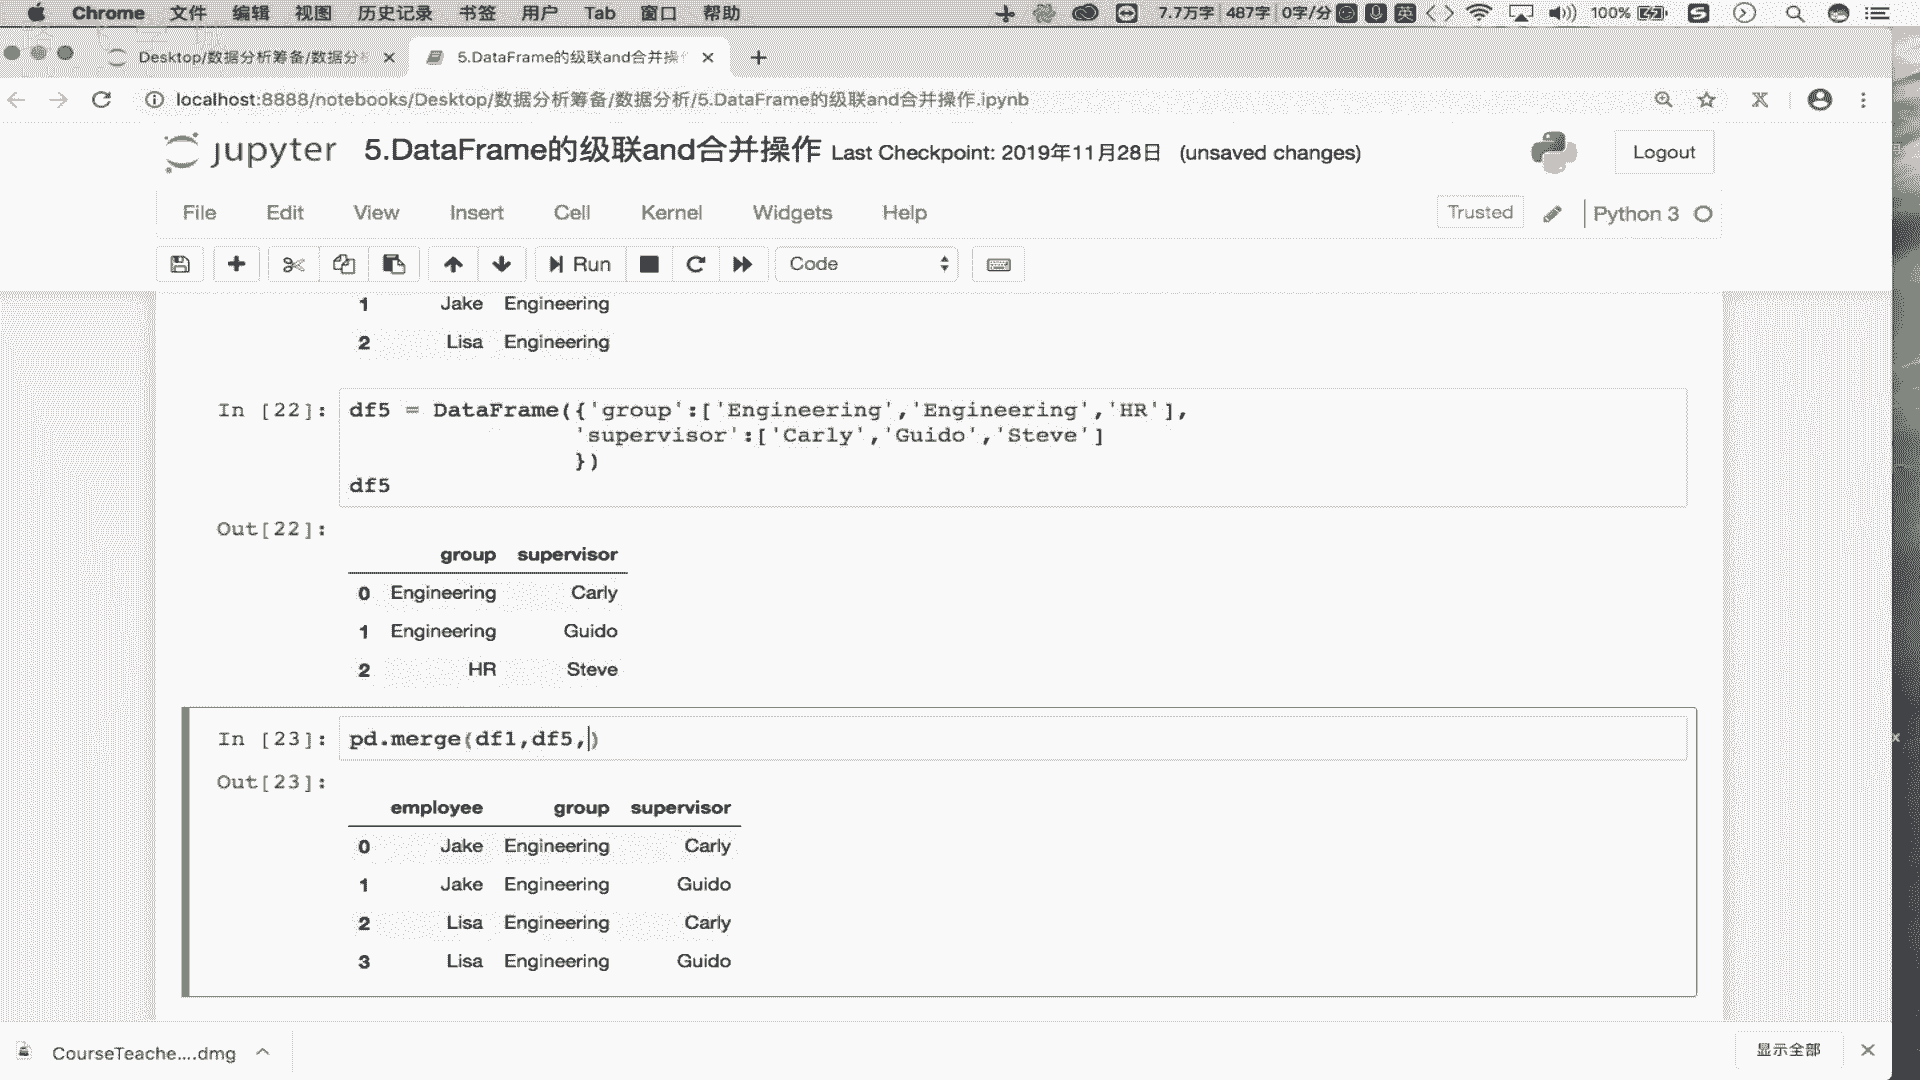 Chrome 文件 编辑 视图 历史记录 书签 用户 Tab 窗口 帮助 7.7万字 487字 0字/分 英 100%
Desktop/数据分析筹备/数据分 5.DataFrame的级联and合并操
localhost:8888/notebooks/Desktop/数据分析筹备/数据分析/5.DataFrame的级联and合并操作.ipynb
jupyter 5.DataFrame的级联and合并操作 Last Checkpoint: 2019年11月28日 (unsaved changes) Logout
File Edit View Insert Cell Kernel Widgets Help Trusted Python 3
Run Code
1 Jake Engineering
2 Lisa Engineering
In [22]: df5 = DataFrame({'group':['Engineering','Engineering','HR'],
'supervisor':['Carly','Guido','Steve']
})
df5
Out[22]:
group supervisor
0 Engineering Carly
1 Engineering Guido
2 HR Steve
In [23]: pd.merge(df1,df5,)
Out[23]:
employee group supervisor
0 Jake Engineering Carly
1 Jake Engineering Guido
2 Lisa Engineering Carly
3 Lisa Engineering Guido
CourseTeache....dmg 显示全部